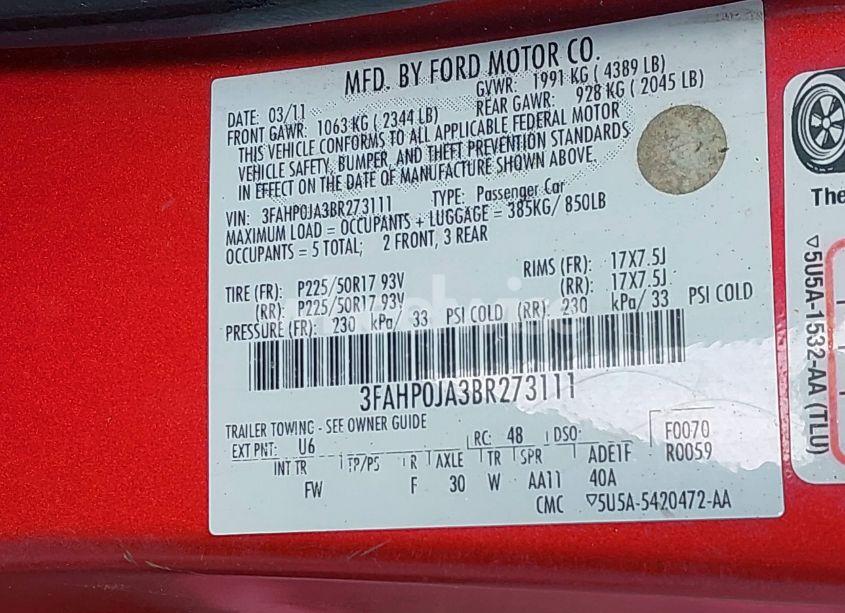 MFD. BY FORD MOTOR CO.
DATE: 03/11 GVWR: 1991 KG ( 4389 LB)
FRONT GAWR: 1063 KG ( 2344 LB) REAR GAWR: 928 KG ( 2045 LB)
THIS VEHICLE CONFORMS TO ALL APPLICABLE FEDERAL MOTOR
VEHICLE SAFETY, BUMPER, AND THEFT PREVENTION STANDARDS
IN EFFECT ON THE DATE OF MANUFACTURE SHOWN ABOVE.
VIN: 3FAHP0JA3BR273111 TYPE: Passenger Car
MAXIMUM LOAD = OCCUPANTS + LUGGAGE = 385KG/ 850LB
OCCUPANTS = 5 TOTAL; 2 FRONT, 3 REAR
TIRE (FR): P225/50R17 93V RIMS (FR): 17X7.5J
(RR): P225/50R17 93V (RR): 17X7.5J
PRESSURE (FR): 230 kPa/ 33 PSI COLD (RR): 230 kPa/ 33 PSI COLD
3FAHP0JA3BR273111
TRAILER TOWING - SEE OWNER GUIDE
EXT PNT: U6 RC: 48 DSO: F0070
INT TR TP/PS R AXLE TR SPR ADE1F R0059
FW F 30 W AA11 40A
CMC ▽5U5A-5420472-AA
The
▽5U5A-1532-AA (TLU)